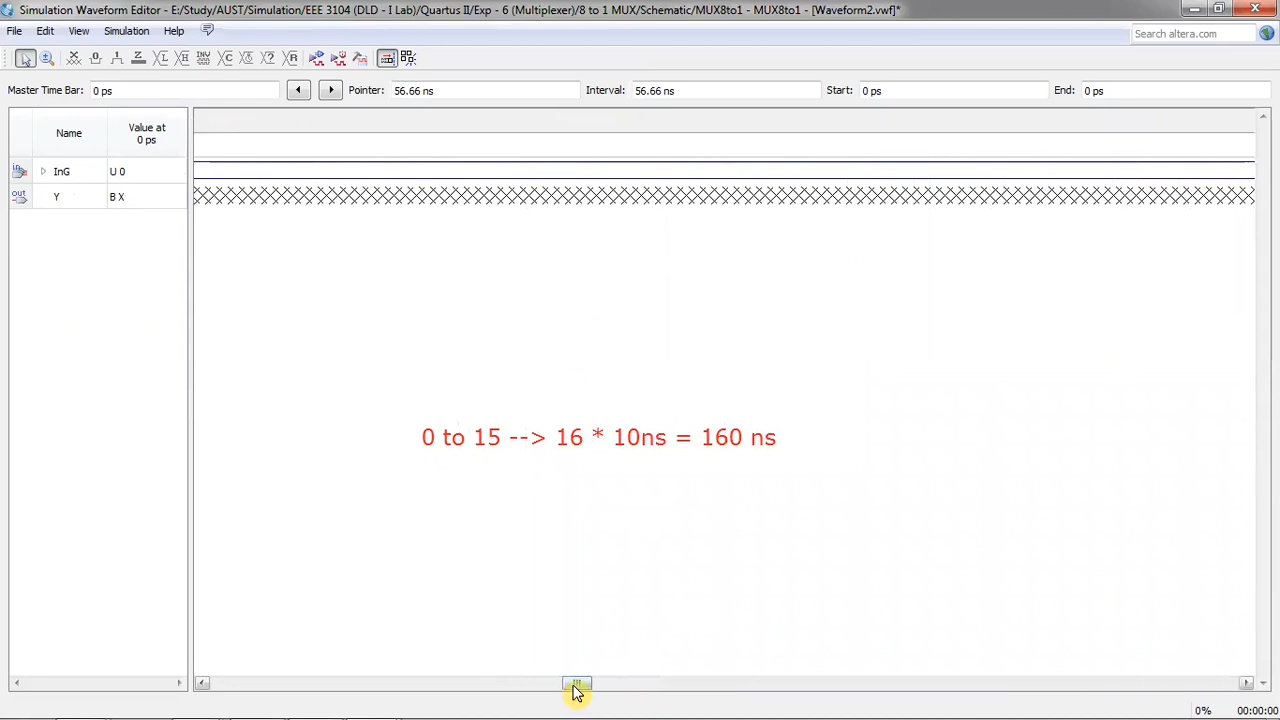 Simulation Waveform Editor - E:/Study/AUST/Simulation/EEE 3104 (DLD - I Lab)/Quartus II/Exp - 6 (Multiplexer)/8 to 1 MUX/Schematic/MUX8to1 - MUX8to1 - [Waveform2.vwf]*
File Edit View Simulation Help
Search altera.com
Master Time Bar: 0 ps Pointer: 56.66 ns Interval: 56.66 ns Start: 0 ps End: 0 ps
Name Value at 0 ps
InG U 0
Y B X
0 to 15 --> 16 * 10ns = 160 ns
0% 00:00:00